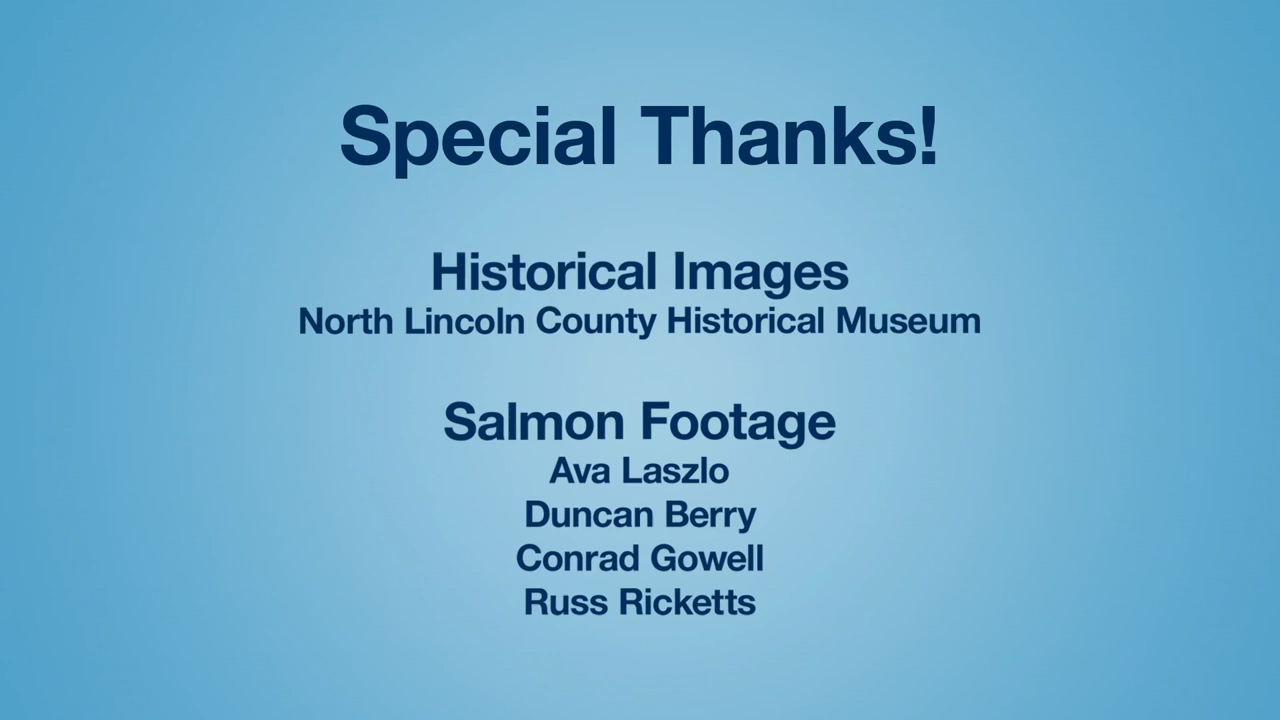 Special Thanks!
Historical Images
North Lincoln County Historical Museum
Salmon Footage
Ava Laszlo
Duncan Berry
Conrad Gowell
Russ Ricketts